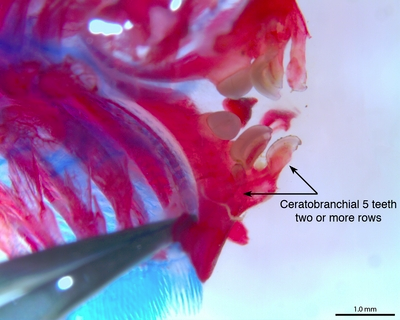 Ceratobranchial 5 teeth
two or more rows
1.0 mm